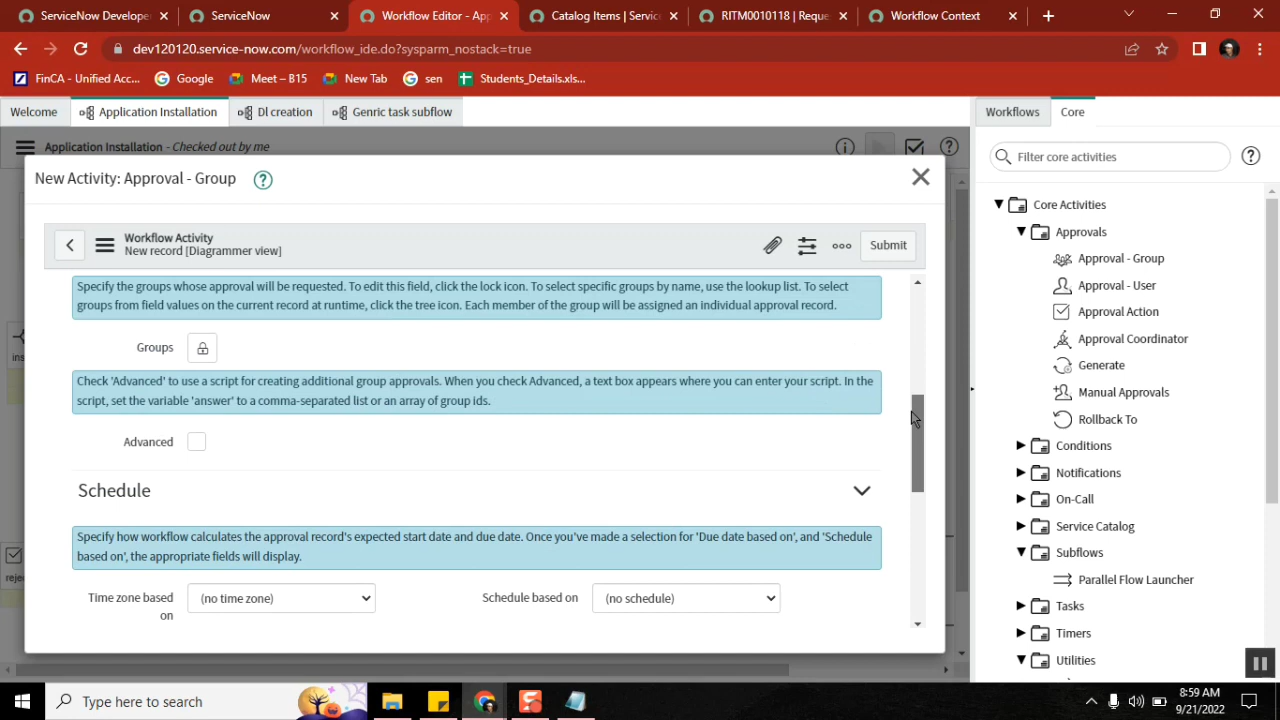 ServiceNow Develope
ServiceNow
Workflow Editor - Ap
Catalog Items | Servic
RITM0010118 | Reque
Workflow Context
dev120120.service-now.com/workflow_ide.do?sysparm_nostack=true
FinCA - Unified Acc...
Google
Meet – B15
New Tab
sen
Students_Details.xls...
Welcome
Application Installation
Dl creation
Genric task subflow
Workflows
Core
Application Installation - Checked out by me
Filter core activities
New Activity: Approval - Group
Workflow Activity
New record [Diagrammer view]
Submit
Specify the groups whose approval will be requested. To edit this field, click the lock icon. To select specific groups by name, use the lookup list. To select
groups from field values on the current record at runtime, click the tree icon. Each member of the group will be assigned an individual approval record.
Groups
Check 'Advanced' to use a script for creating additional group approvals. When you check Advanced, a text box appears where you can enter your script. In the
script, set the variable 'answer' to a comma-separated list or an array of group ids.
Advanced
Schedule
Specify how workflow calculates the approval record's expected start date and due date. Once you've made a selection for 'Due date based on', and 'Schedule
based on', the appropriate fields will display.
Time zone based
on
(no time zone)
Schedule based on
(no schedule)
ins
reje
Core Activities
Approvals
Approval - Group
Approval - User
Approval Action
Approval Coordinator
Generate
Manual Approvals
Rollback To
Conditions
Notifications
On-Call
Service Catalog
Subflows
Parallel Flow Launcher
Tasks
Timers
Utilities
Type here to search
8:59 AM
9/21/2022